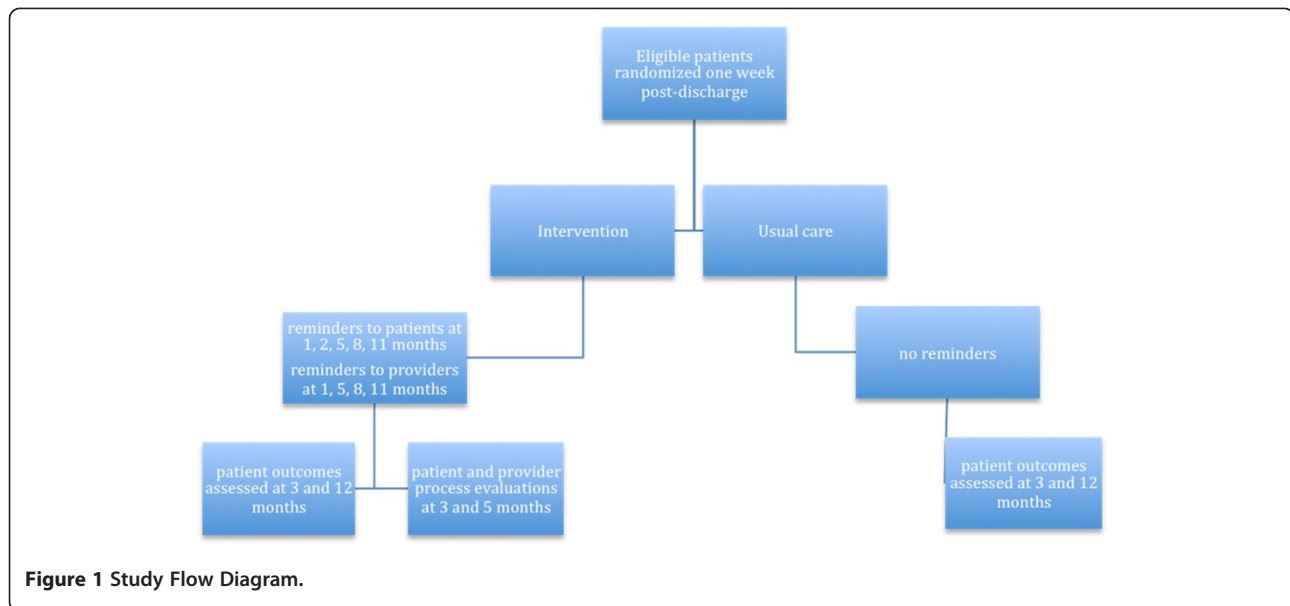 Eligible patients
randomized one week
post-discharge
Intervention
Usual care
reminders to patients at
1, 2, 5, 8, 11 months
reminders to providers
at 1, 5, 8, 11 months
no reminders
patient outcomes
assessed at 3 and 12
months
patient and provider
process evaluations
at 3 and 5 months
patient outcomes
assessed at 3 and 12
months
Figure 1 Study Flow Diagram.